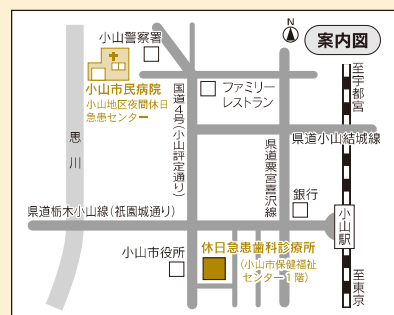 N
案内図
小山警察署
至宇都宮
小山市民病院
小山地区夜間休日
急患センター
ファミリー
レストラン
国道4号(小山評定通り)
思川
県道小山結城線
県道粟宮喜沢線
銀行
県道栃木小山線(祇園城通り)
小山駅
小山市役所
休日急患歯科診療所
(小山市保健福祉
センター1階)
至東京